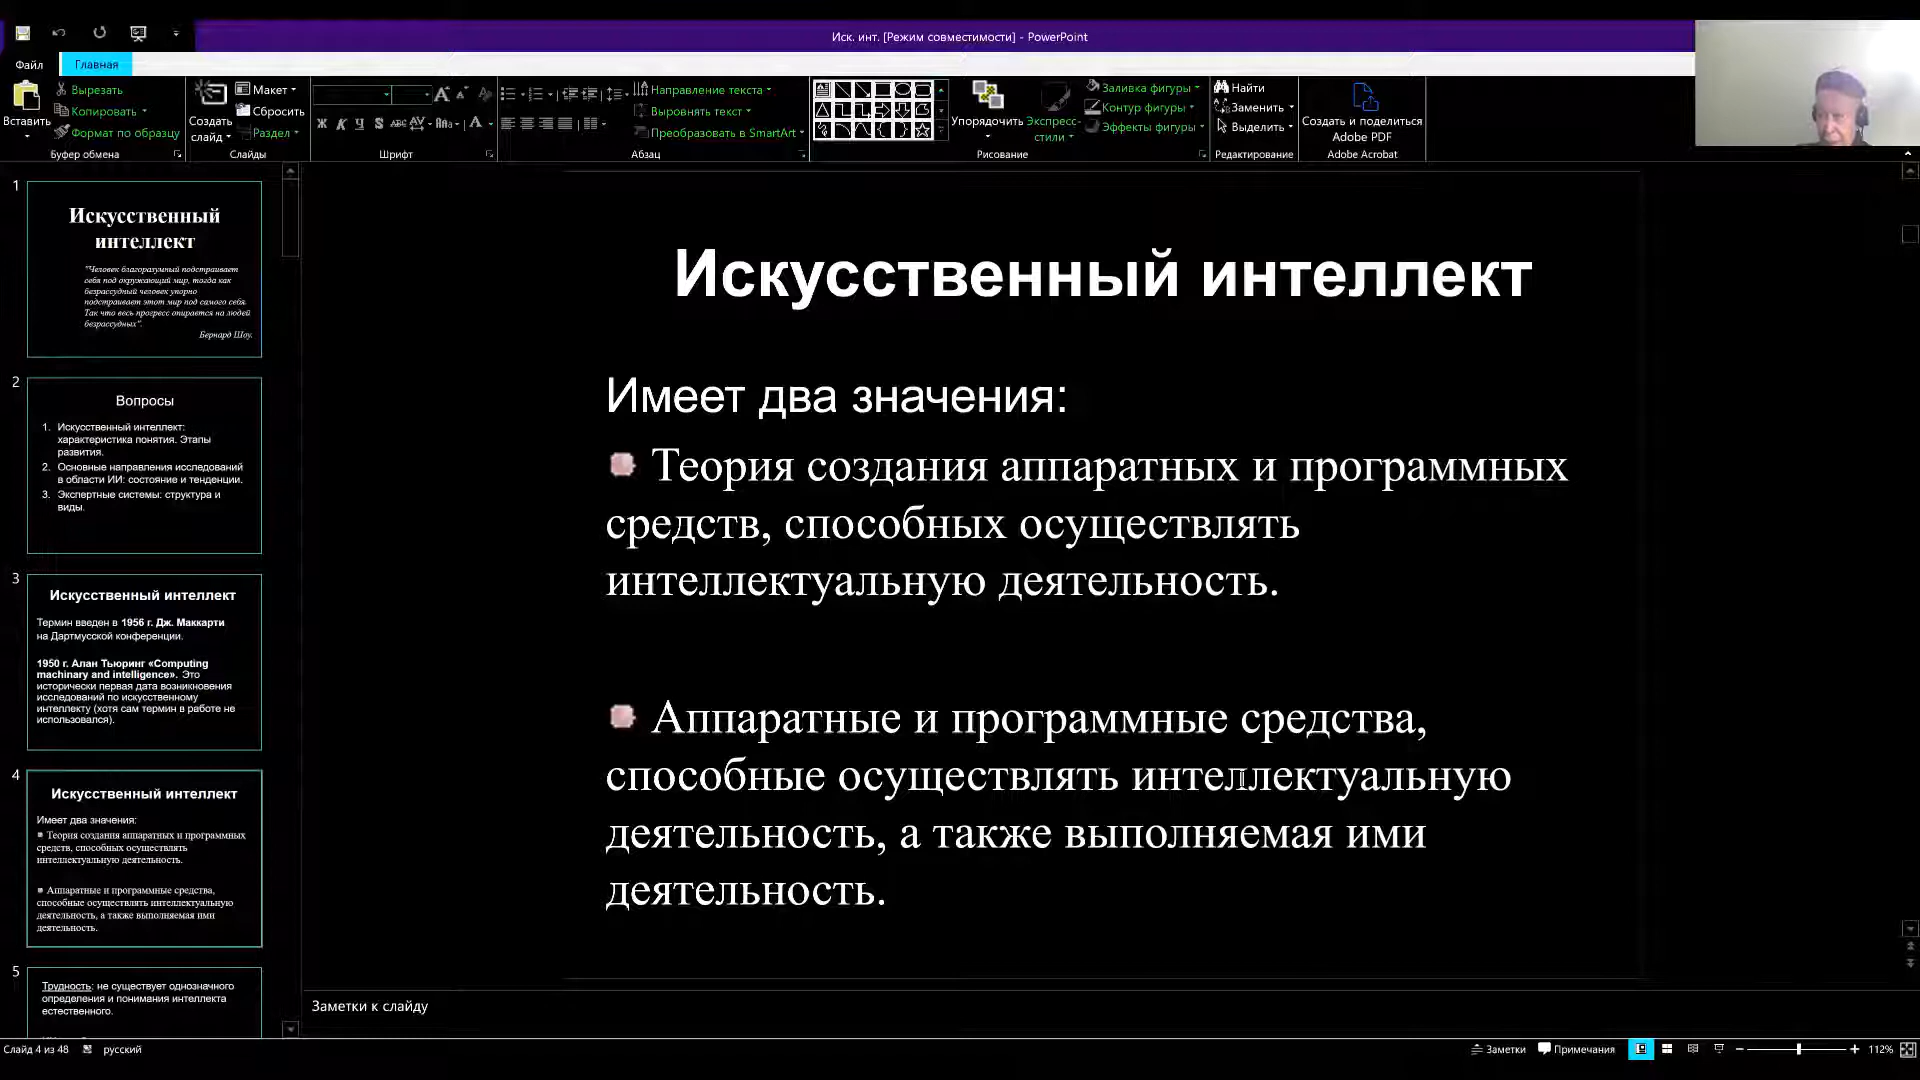 Иск. инт. [Режим совместимости] - PowerPoint
Файл
Главная
Вставить
Вырезать
Копировать
Формат по образцу
Буфер обмена
Создать
слайд
Макет
Сбросить
Раздел
Слайды
Ж К Ч S abc AV Aa A
Шрифт
Направление текста
Выровнять текст
Преобразовать в SmartArt
Абзац
Упорядочить
Экспресс-
стили
Заливка фигуры
Контур фигуры
Эффекты фигуры
Рисование
Найти
Заменить
Выделить
Редактирование
Создать и поделиться
Adobe PDF
Adobe Acrobat
1
Искусственный
интеллект
"Человек благоразумный подстраивает
себя под окружающий мир, тогда как
безрассудный человек упорно
подстраивает этот мир под самого себя.
Так что весь прогресс опирается на людей
безрассудных".
Бернард Шоу.
2
Вопросы
1. Искусственный интеллект:
характеристика понятия. Этапы
развития.
2. Основные направления исследований
в области ИИ: состояние и тенденции.
3. Экспертные системы: структура и
виды.
3
Искусственный интеллект
Термин введен в 1956 г. Дж. Маккарти
на Дартмусской конференции.
1950 г. Алан Тьюринг «Computing
machinary and intelligence». Это
исторически первая дата возникновения
исследований по искусственному
интеллекту (хотя сам термин в работе не
использовался).
4
Искусственный интеллект
Имеет два значения:
Теория создания аппаратных и программных
средств, способных осуществлять
интеллектуальную деятельность.
Аппаратные и программные средства,
способные осуществлять интеллектуальную
деятельность, а также выполняемая ими
деятельность.
5
Трудность: не существует однозначного
определения и понимания интеллекта
естественного.
Искусственный интеллект
Имеет два значения:
Теория создания аппаратных и программных
средств, способных осуществлять
интеллектуальную деятельность.
Аппаратные и программные средства,
способные осуществлять интеллектуальную
деятельность, а также выполняемая ими
деятельность.
Заметки к слайду
Слайд 4 из 48
русский
Заметки
Примечания
112%